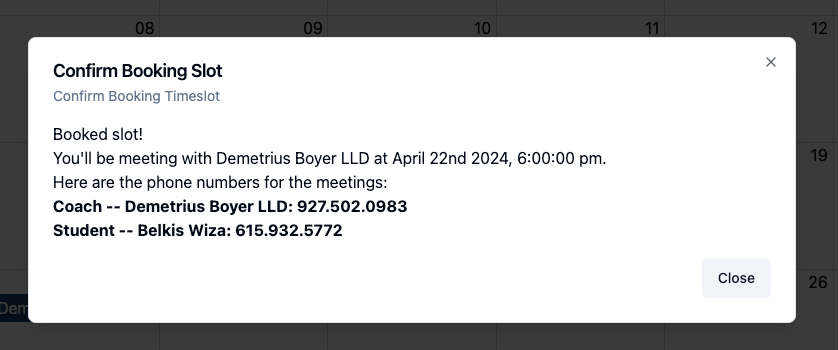 08 09 10 11 12
Confirm Booking Slot
Confirm Booking Timeslot
Booked slot!
You'll be meeting with Demetrius Boyer LLD at April 22nd 2024, 6:00:00 pm.
19
Here are the phone numbers for the meetings:
Coach -- Demetrius Boyer LLD: 927.502.0983
Student -- Belkis Wiza: 615.932.5772
Close
26
Dem